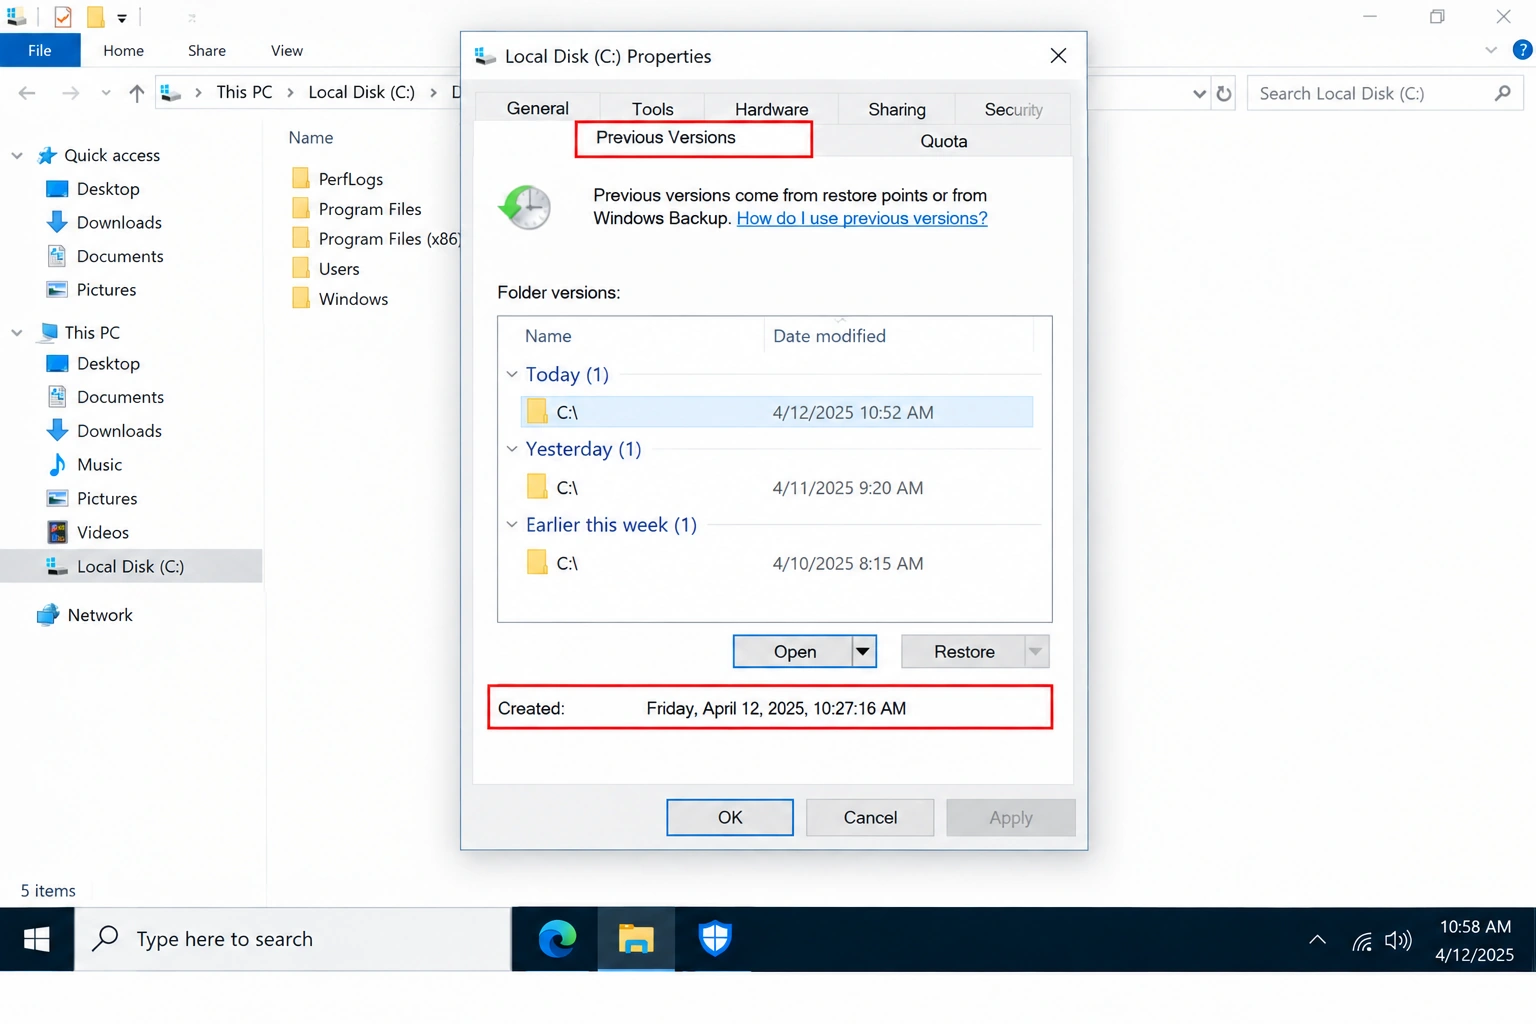 File Home Share View
This PC Local Disk (C:) D
Search Local Disk (C:)
Quick access
Desktop
Downloads
Documents
Pictures
This PC
Desktop
Documents
Downloads
Music
Pictures
Videos
Local Disk (C:)
Network
5 items
Name
PerfLogs
Program Files
Program Files (x86)
Users
Windows
Local Disk (C:) Properties
General Tools Hardware Sharing Security
Previous Versions Quota
Previous versions come from restore points or from
Windows Backup. How do I use previous versions?
Folder versions:
Name Date modified
Today (1)
C:\ 4/12/2025 10:52 AM
Yesterday (1)
C:\ 4/11/2025 9:20 AM
Earlier this week (1)
C:\ 4/10/2025 8:15 AM
Open Restore
Created: Friday, April 12, 2025, 10:27:16 AM
OK Cancel Apply
Type here to search
10:58 AM
4/12/2025